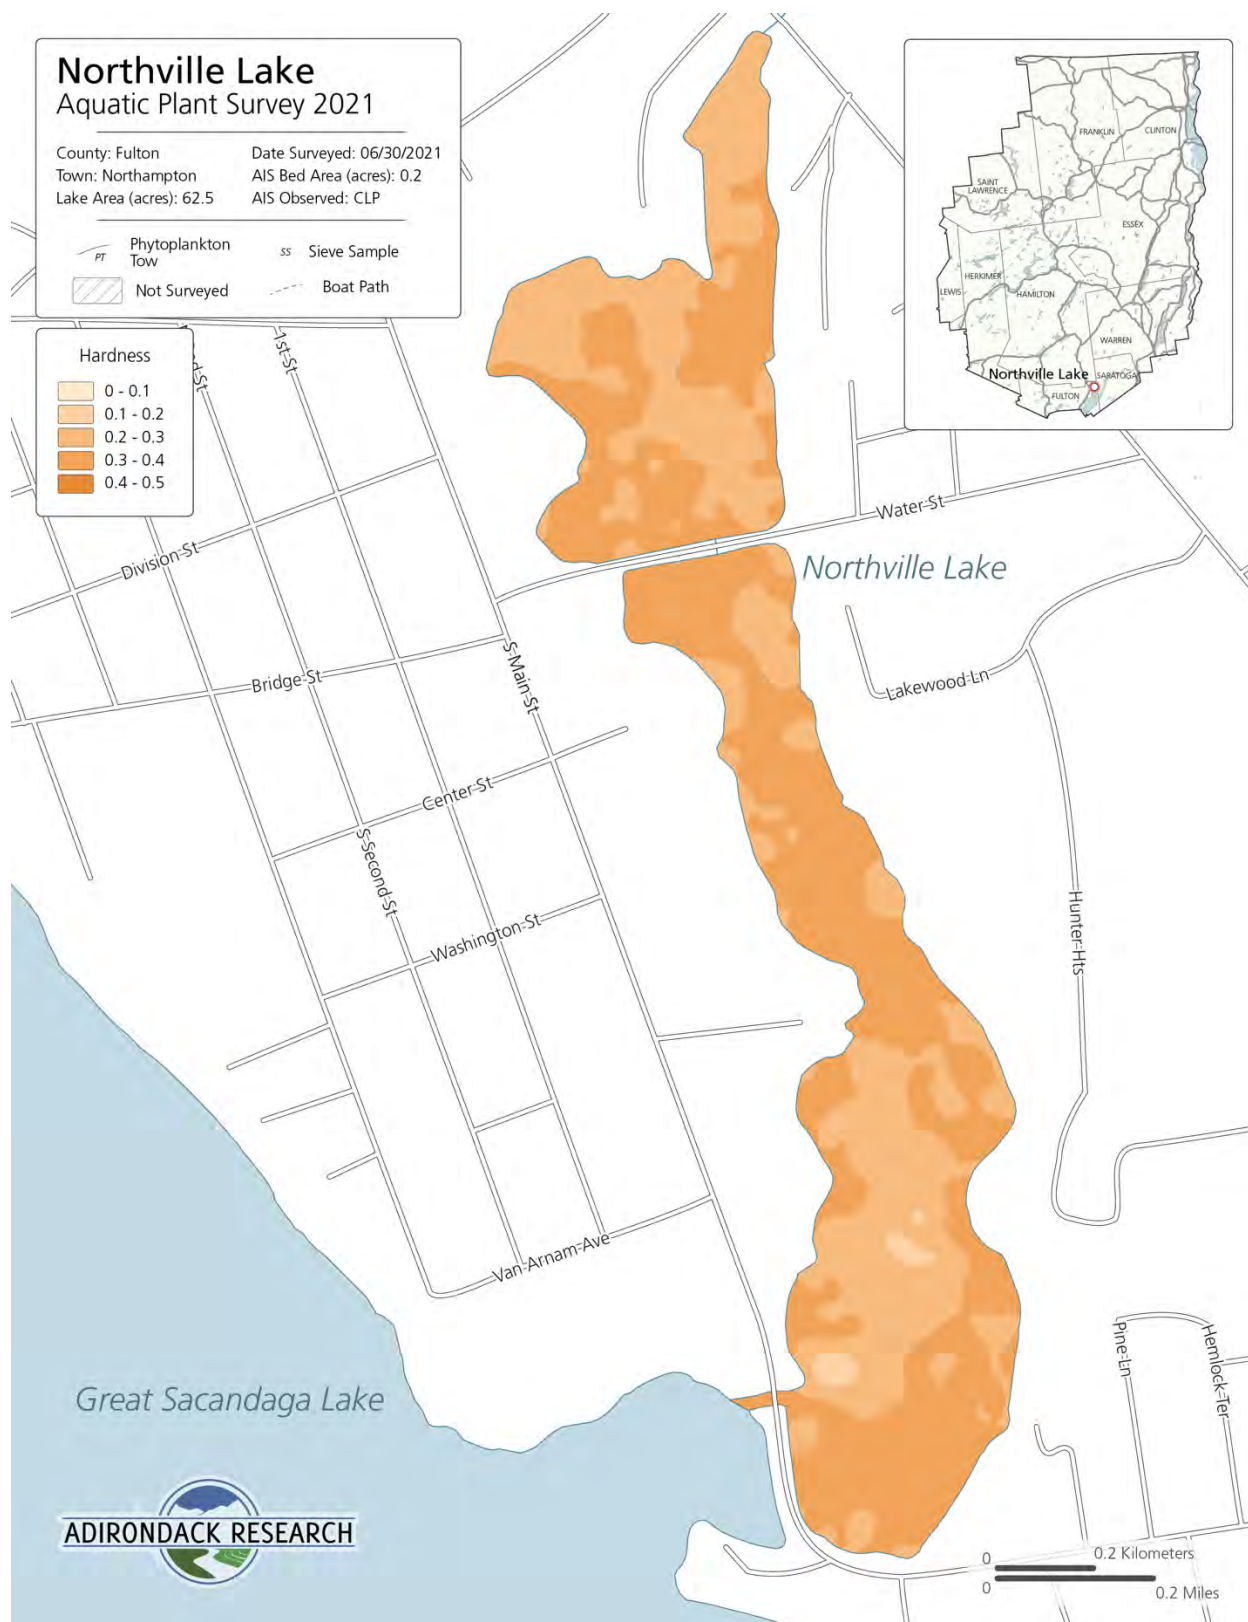 Northville Lake
Aquatic Plant Survey 2021
County: Fulton
Date Surveyed: 06/30/2021
Town: Northampton
AIS Bed Area (acres): 0.2
Lake Area (acres): 62.5
AIS Observed: CLP
PT
Phytoplankton
Tow
SS
Sieve Sample
Not Surveyed
Boat Path
Hardness
0 - 0.1
0.1 - 0.2
0.2 - 0.3
0.3 - 0.4
0.4 - 0.5
FRANKLIN
CLINTON
SAINT
LAWRENCE
ESSEX
HERKIMER
LEWIS
HAMILTON
WARREN
Northville Lake
SARATOGA
FULTON
1st St
Division St
Water St
Northville Lake
Bridge St
S Main St
Lakewood Ln
Center St
S Second St
Washington St
Hunter Hts
Van Arnam Ave
Pine Ln
Hemlock Ter
Great Sacandaga Lake
ADIRONDACK RESEARCH
0
0.2 Kilometers
0
0.2 Miles